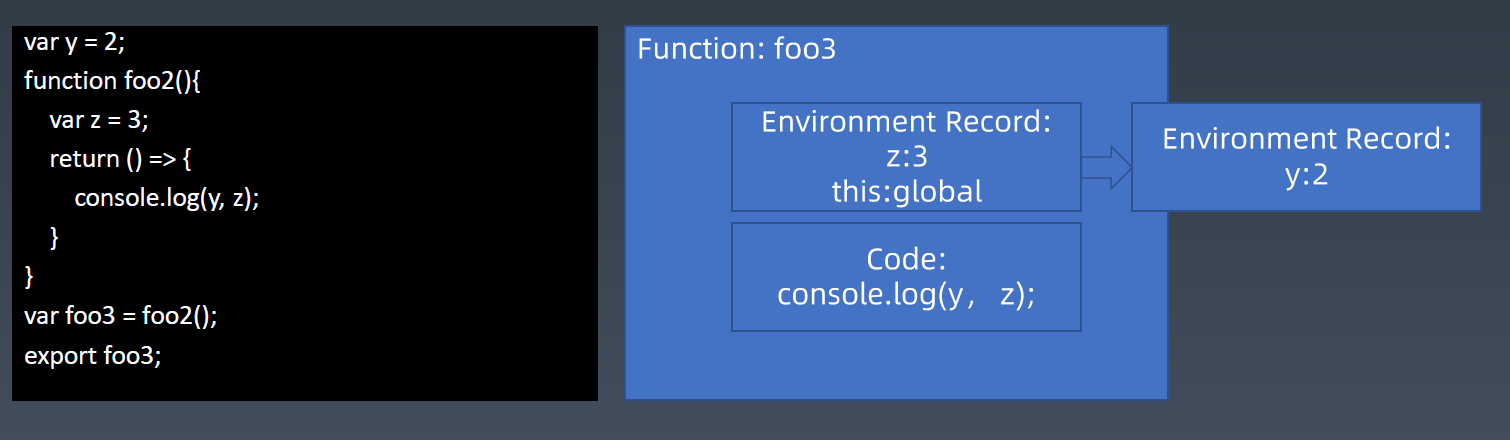 var y = 2;
function foo2(){
var z = 3;
return () => {
console.log(y, z);
}
}
var foo3 = foo2();
export foo3;
Function: foo3
Environment Record:
z:3
this:global
Environment Record:
y:2
Code:
console.log(y， z);